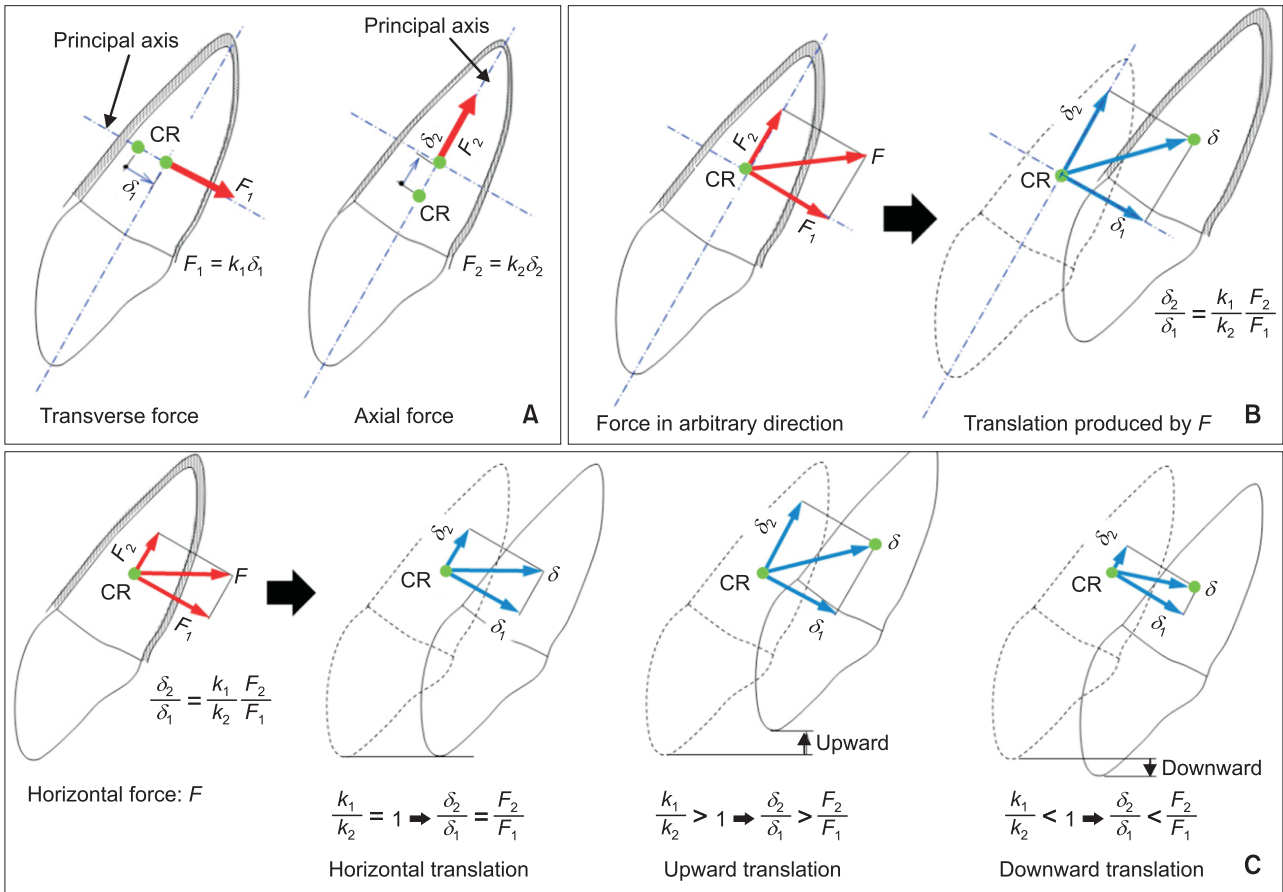 Principal axis
CR
δ1
F1
F1 = k1δ1
Transverse force
Principal axis
δ2
F2
CR
F2 = k2δ2
Axial force
A
F2
F
CR
F1
Force in arbitrary direction
δ2
δ
CR
δ1
δ2/δ1 = k1/k2 F2/F1
Translation produced by F
B
F2
F
CR
F1
δ2/δ1 = k1/k2 F2/F1
Horizontal force: F
δ2
CR
δ
δ1
k1/k2 = 1 ➡ δ2/δ1 = F2/F1
Horizontal translation
δ2
δ
CR
δ1
Upward
k1/k2 > 1 ➡ δ2/δ1 > F2/F1
Upward translation
δ2
CR
δ
δ1
Downward
k1/k2 < 1 ➡ δ2/δ1 < F2/F1
Downward translation
C